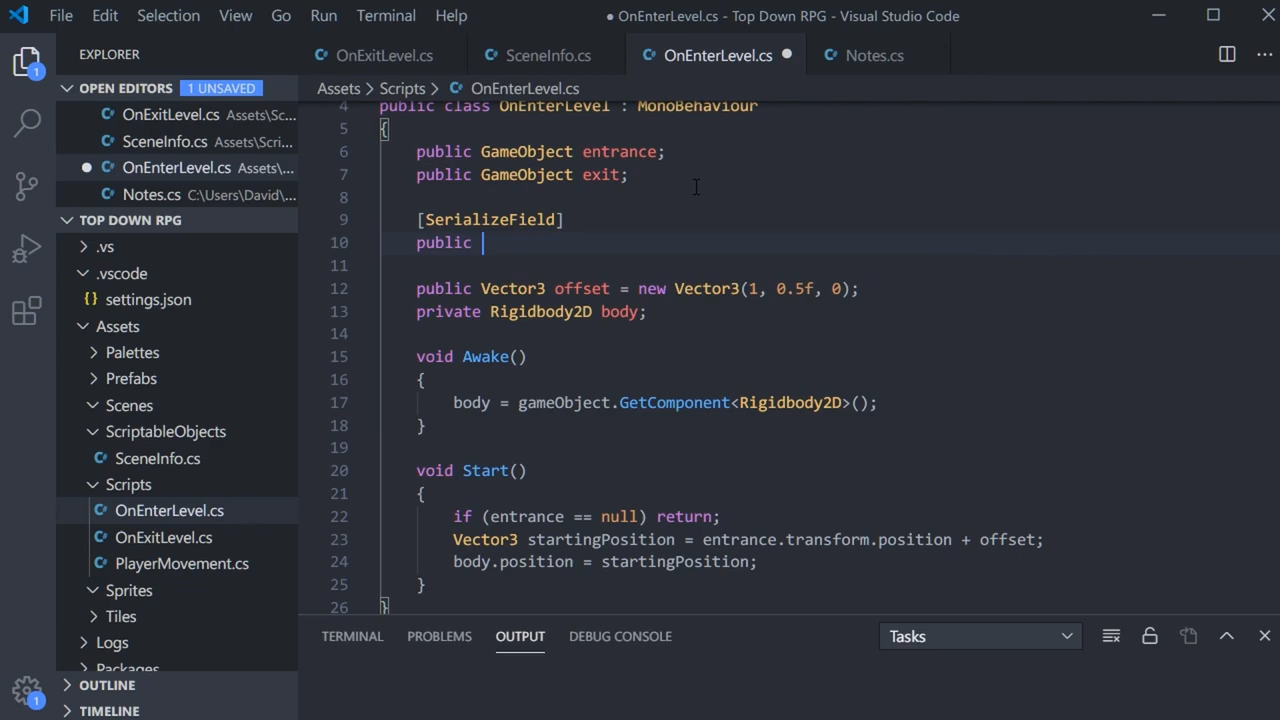 File Edit Selection View Go Run Terminal Help ● OnEnterLevel.cs - Top Down RPG - Visual Studio Code
EXPLORER
OnExitLevel.cs SceneInfo.cs OnEnterLevel.cs Notes.cs
OPEN EDITORS 1 UNSAVED
OnExitLevel.cs Assets\Sc...
SceneInfo.cs Assets\Scri...
OnEnterLevel.cs Assets\...
Notes.cs C:\Users\David\...
TOP DOWN RPG
.vs
.vscode
{} settings.json
Assets
Palettes
Prefabs
Scenes
ScriptableObjects
SceneInfo.cs
Scripts
OnEnterLevel.cs
OnExitLevel.cs
PlayerMovement.cs
Sprites
Tiles
Logs
Packages
OUTLINE
TIMELINE
1
1
Assets > Scripts > OnEnterLevel.cs
4 public class OnEnterLevel : MonoBehaviour
5 {
6 public GameObject entrance;
7 public GameObject exit;
8
9 [SerializeField]
10 public
11
12 public Vector3 offset = new Vector3(1, 0.5f, 0);
13 private Rigidbody2D body;
14
15 void Awake()
16 {
17 body = gameObject.GetComponent<Rigidbody2D>();
18 }
19
20 void Start()
21 {
22 if (entrance == null) return;
23 Vector3 startingPosition = entrance.transform.position + offset;
24 body.position = startingPosition;
25 }
26 }
TERMINAL PROBLEMS OUTPUT DEBUG CONSOLE Tasks